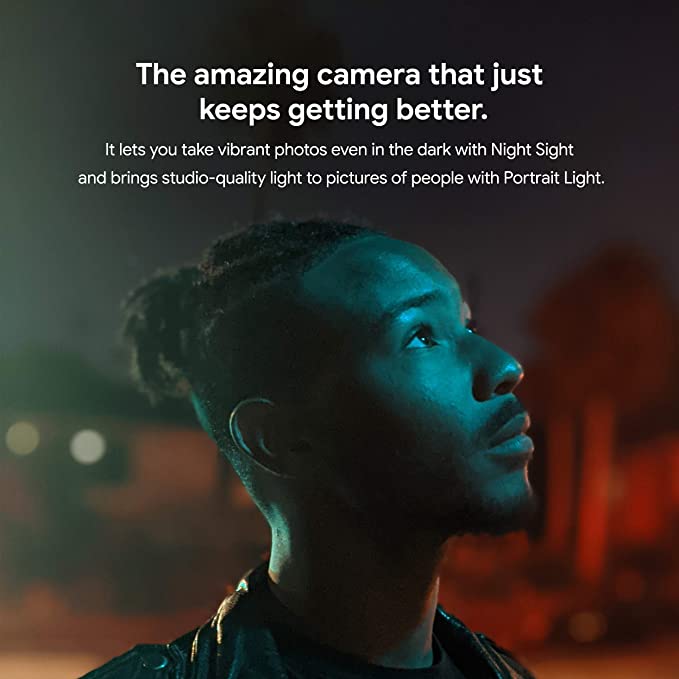 The amazing camera that just
keeps getting better.
It lets you take vibrant photos even in the dark with Night Sight
and brings studio-quality light to pictures of people with Portrait Light.